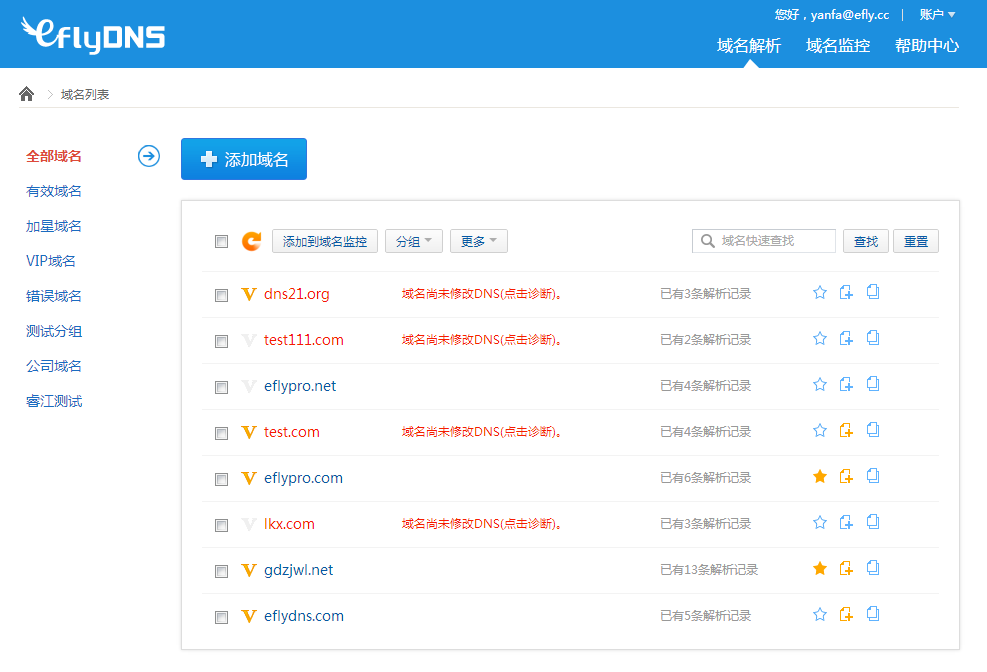 eflyDNS
您好，yanfa@efly.cc | 账户
域名解析 域名监控 帮助中心
域名列表
全部域名
有效域名
加星域名
VIP域名
错误域名
测试分组
公司域名
睿江测试
添加域名
添加到域名监控 分组 更多 域名快速查找 查找 重置
V dns21.org 域名尚未修改DNS(点击诊断)。 已有3条解析记录
V test111.com 域名尚未修改DNS(点击诊断)。 已有2条解析记录
V eflypro.net 已有4条解析记录
V test.com 域名尚未修改DNS(点击诊断)。 已有4条解析记录
V eflypro.com 已有6条解析记录
V lkx.com 域名尚未修改DNS(点击诊断)。 已有3条解析记录
V gdzjwl.net 已有13条解析记录
V eflydns.com 已有5条解析记录